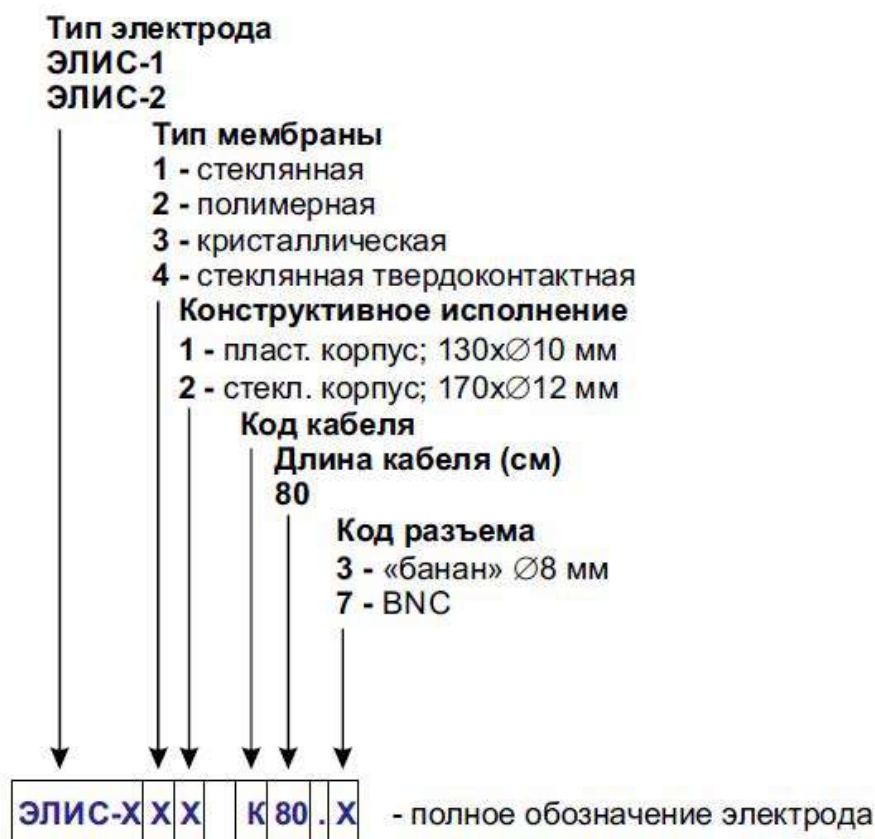 Тип электрода
ЭЛИС-1
ЭЛИС-2
Тип мембраны
1 - стеклянная
2 - полимерная
3 - кристаллическая
4 - стеклянная твердоконтактная
Конструктивное исполнение
1 - пласт. корпус; 130х∅10 мм
2 - стекл. корпус; 170х∅12 мм
Код кабеля
Длина кабеля (см)
80
Код разъема
3 - «банан» ∅8 мм
7 - BNC
ЭЛИС-Х Х Х К 80 . Х - полное обозначение электрода